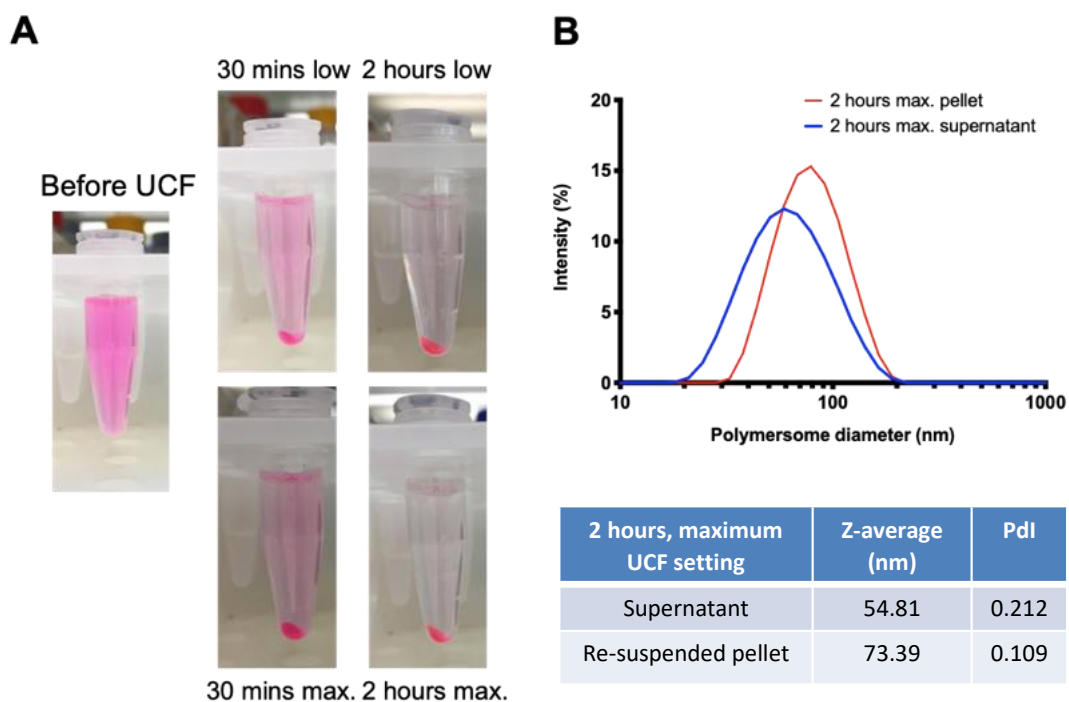 A
30 mins low 2 hours low
Before UCF
30 mins max. 2 hours max.
B
2 hours max. pellet
2 hours max. supernatant
20
15
10
5
0
Intensity (%)
10 100 1000
Polymersome diameter (nm)
2 hours, maximum
UCF setting
Z-average
(nm)
PdI
Supernatant 54.81 0.212
Re-suspended pellet 73.39 0.109